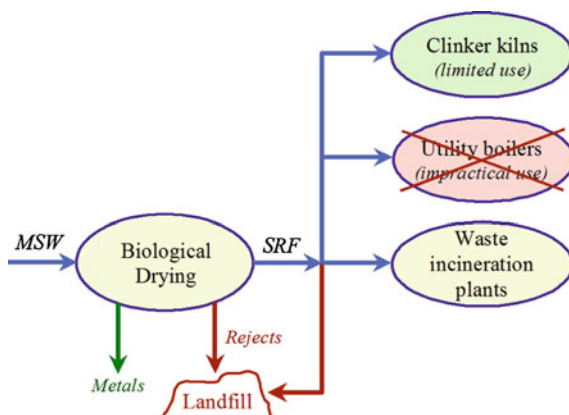 Clinker kilns
(limited use)
Utility boilers
(impractical use)
MSW
Biological
Drying
SRF
Waste
incineration
plants
Rejects
Metals
Landfill